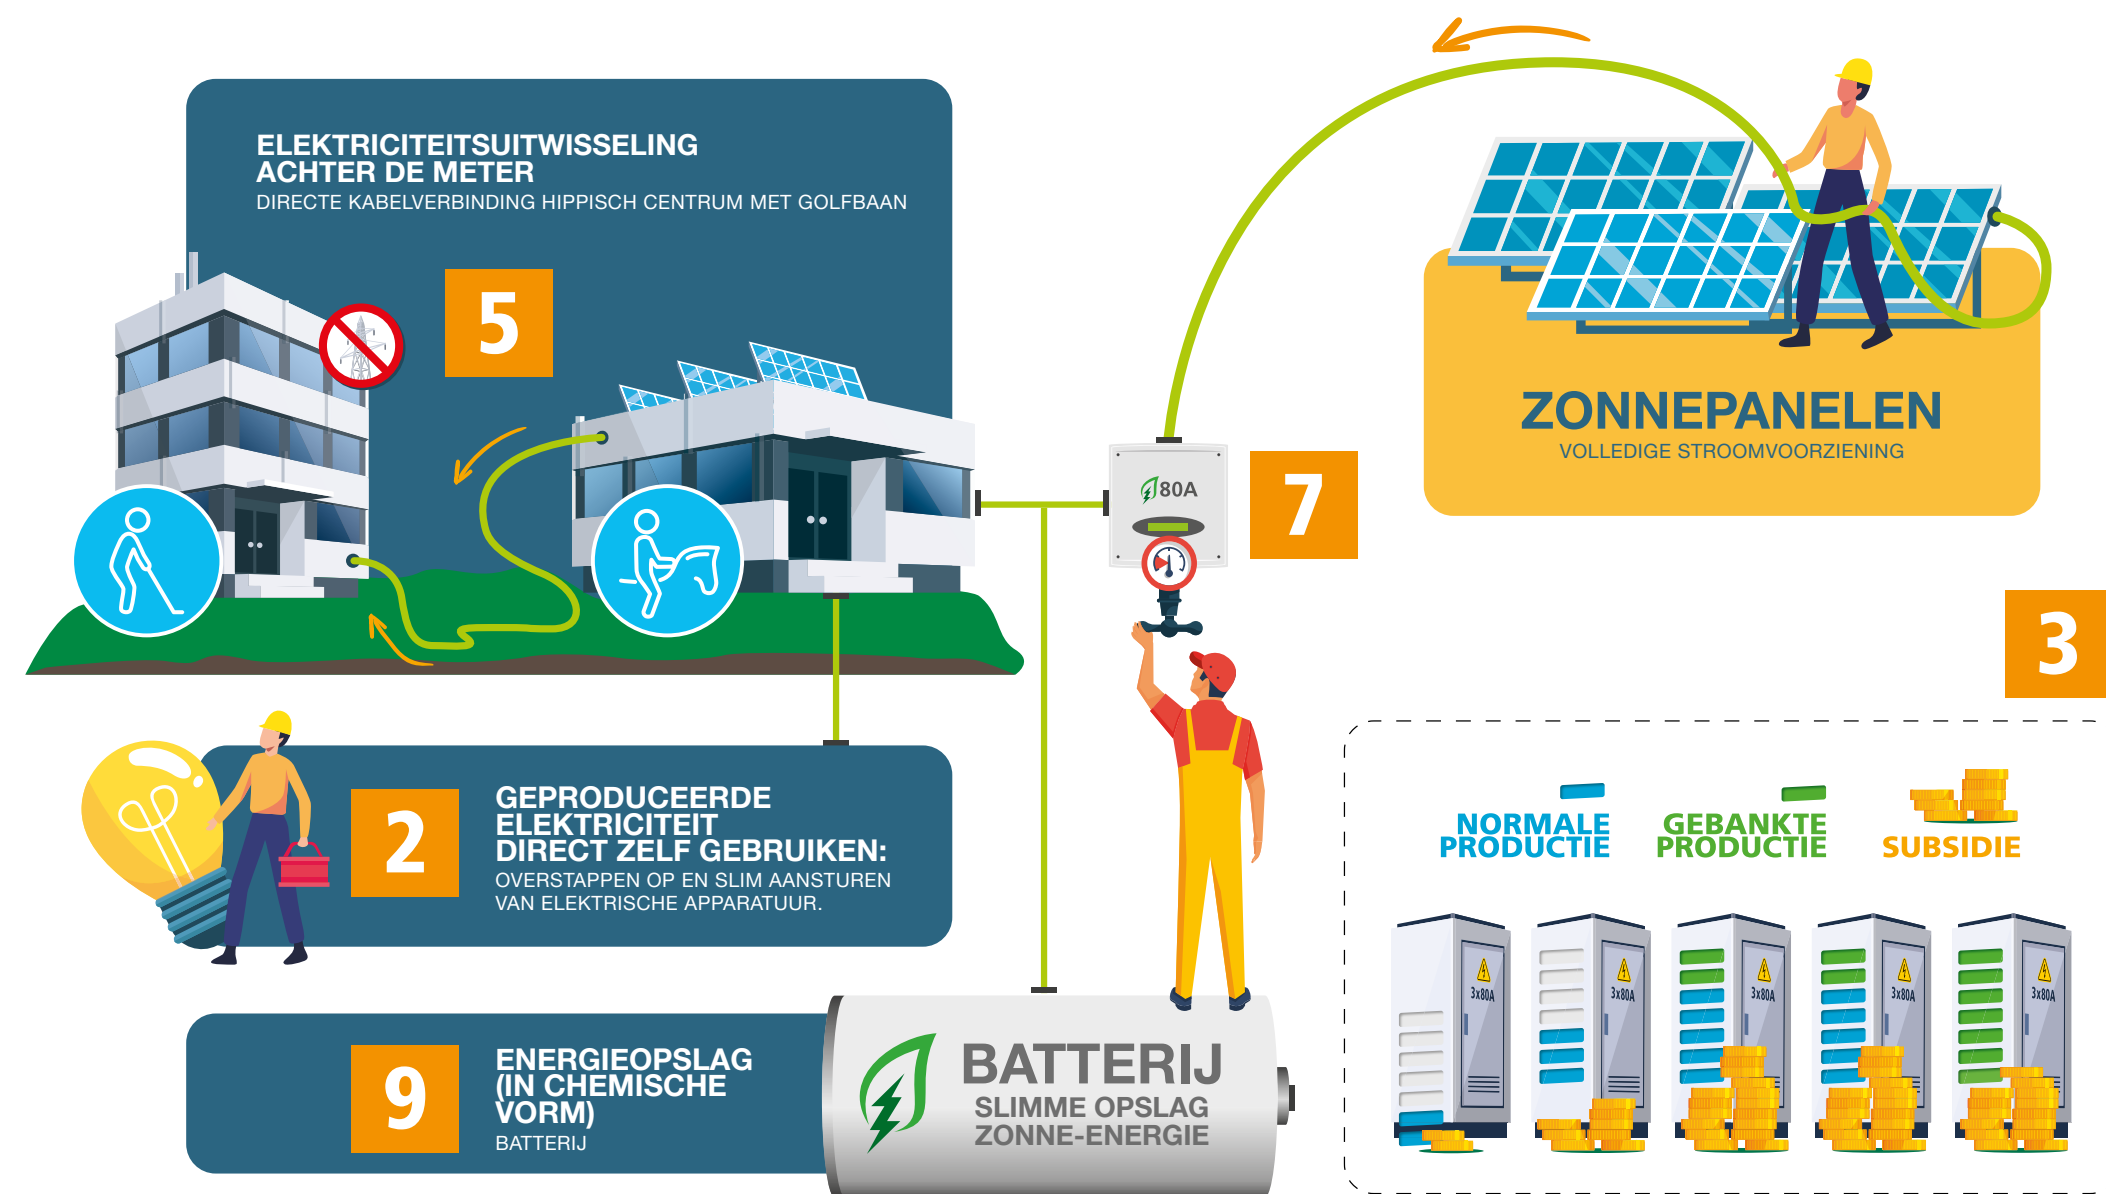 ELEKTRICITEITSUITWISSELING
ACHTER DE METER
DIRECTE KABELVERBINDING HIPPISCH CENTRUM MET GOLFBAAN
5
ZONNEPANELEN
VOLLEDIGE STROOMVOORZIENING
80A
7
3
2
GEPRODUCEERDE
ELEKTRICITEIT
DIRECT ZELF GEBRUIKEN:
OVERSTAPPEN OP EN SLIM AANSTUREN
VAN ELEKTRISCHE APPARATUUR.
NORMALE
PRODUCTIE
GEBANKTE
PRODUCTIE
SUBSIDIE
3x80A
3x80A
3x80A
3x80A
3x80A
9
ENERGIEOPSLAG
(IN CHEMISCHE
VORM)
BATTERIJ
BATTERIJ
SLIMME OPSLAG
ZONNE-ENERGIE